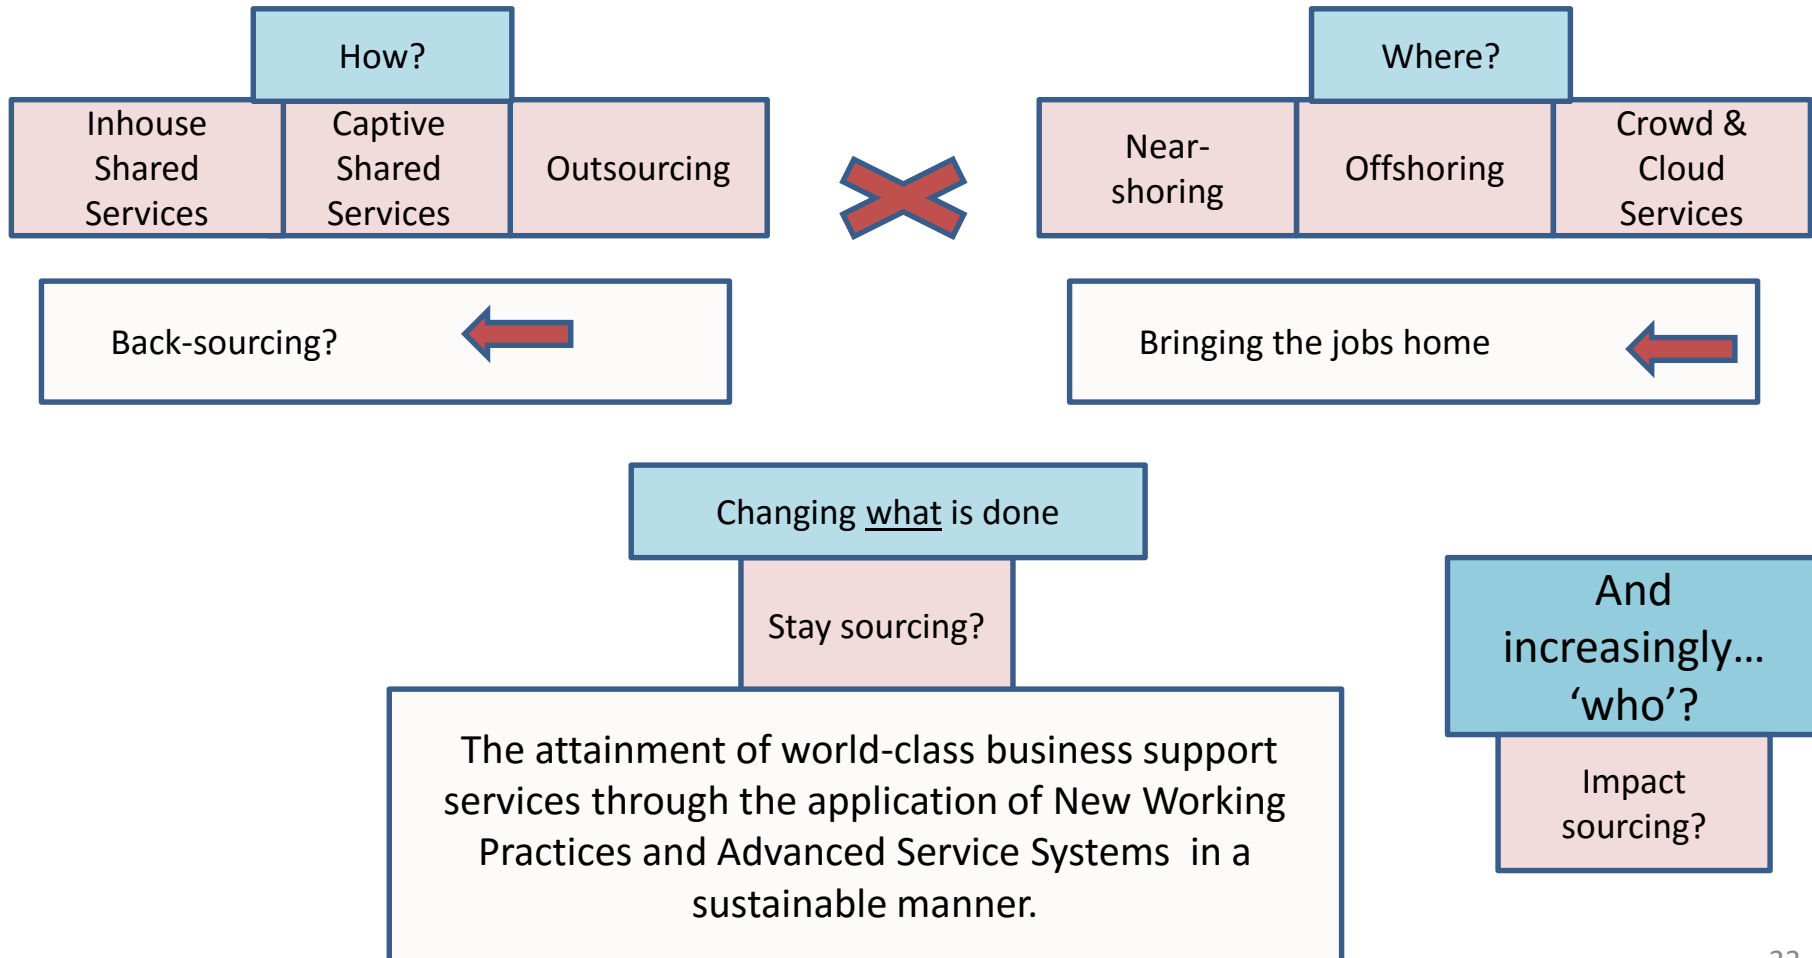 How?
Where?
Inhouse
Shared
Services
Captive
Shared
Services
Outsourcing
Near-
shoring
Offshoring
Crowd &
Cloud
Services
Back-sourcing?
Bringing the jobs home
Changing what is done
Stay sourcing?
The attainment of world-class business support
services through the application of New Working
Practices and Advanced Service Systems in a
sustainable manner.
And
increasingly…
‘who’?
Impact
sourcing?